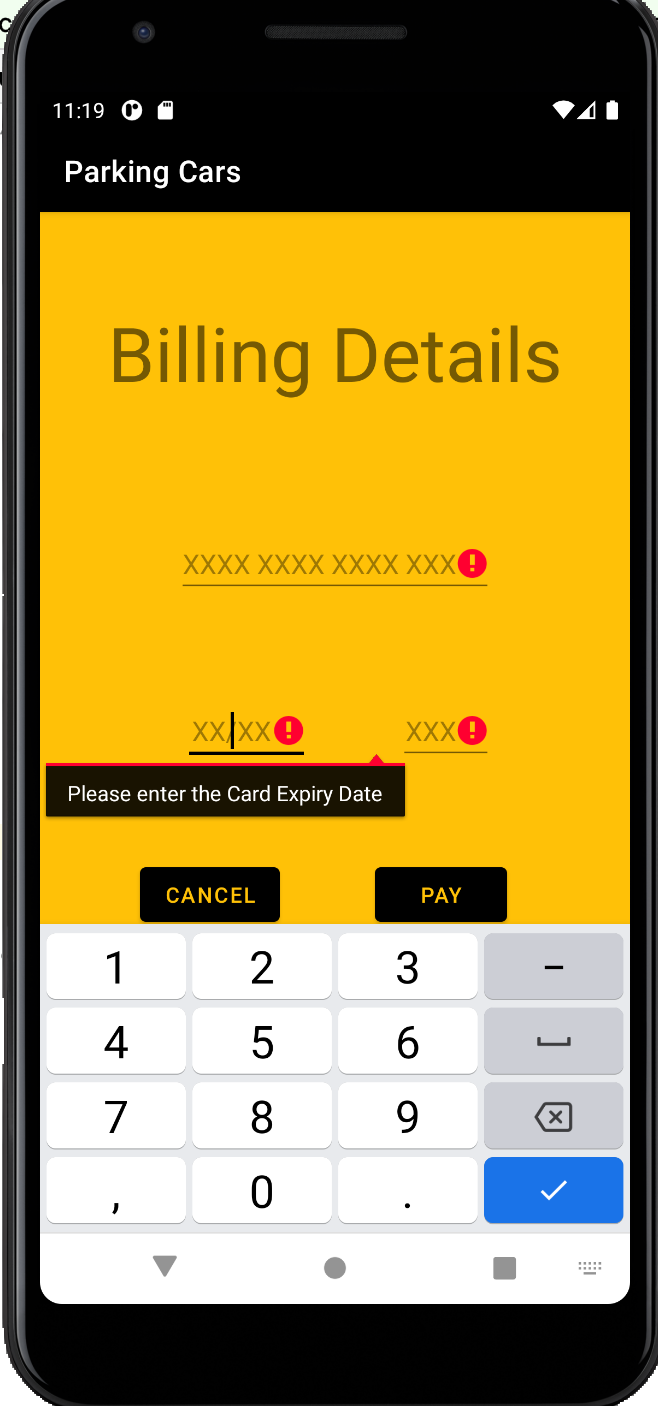 11:19
Parking Cars
Billing Details
XXXX XXXX XXXX XXX
XX/XX
XXX
Please enter the Card Expiry Date
CANCEL
PAY
1 2 3 –
4 5 6
7 8 9
, 0 .